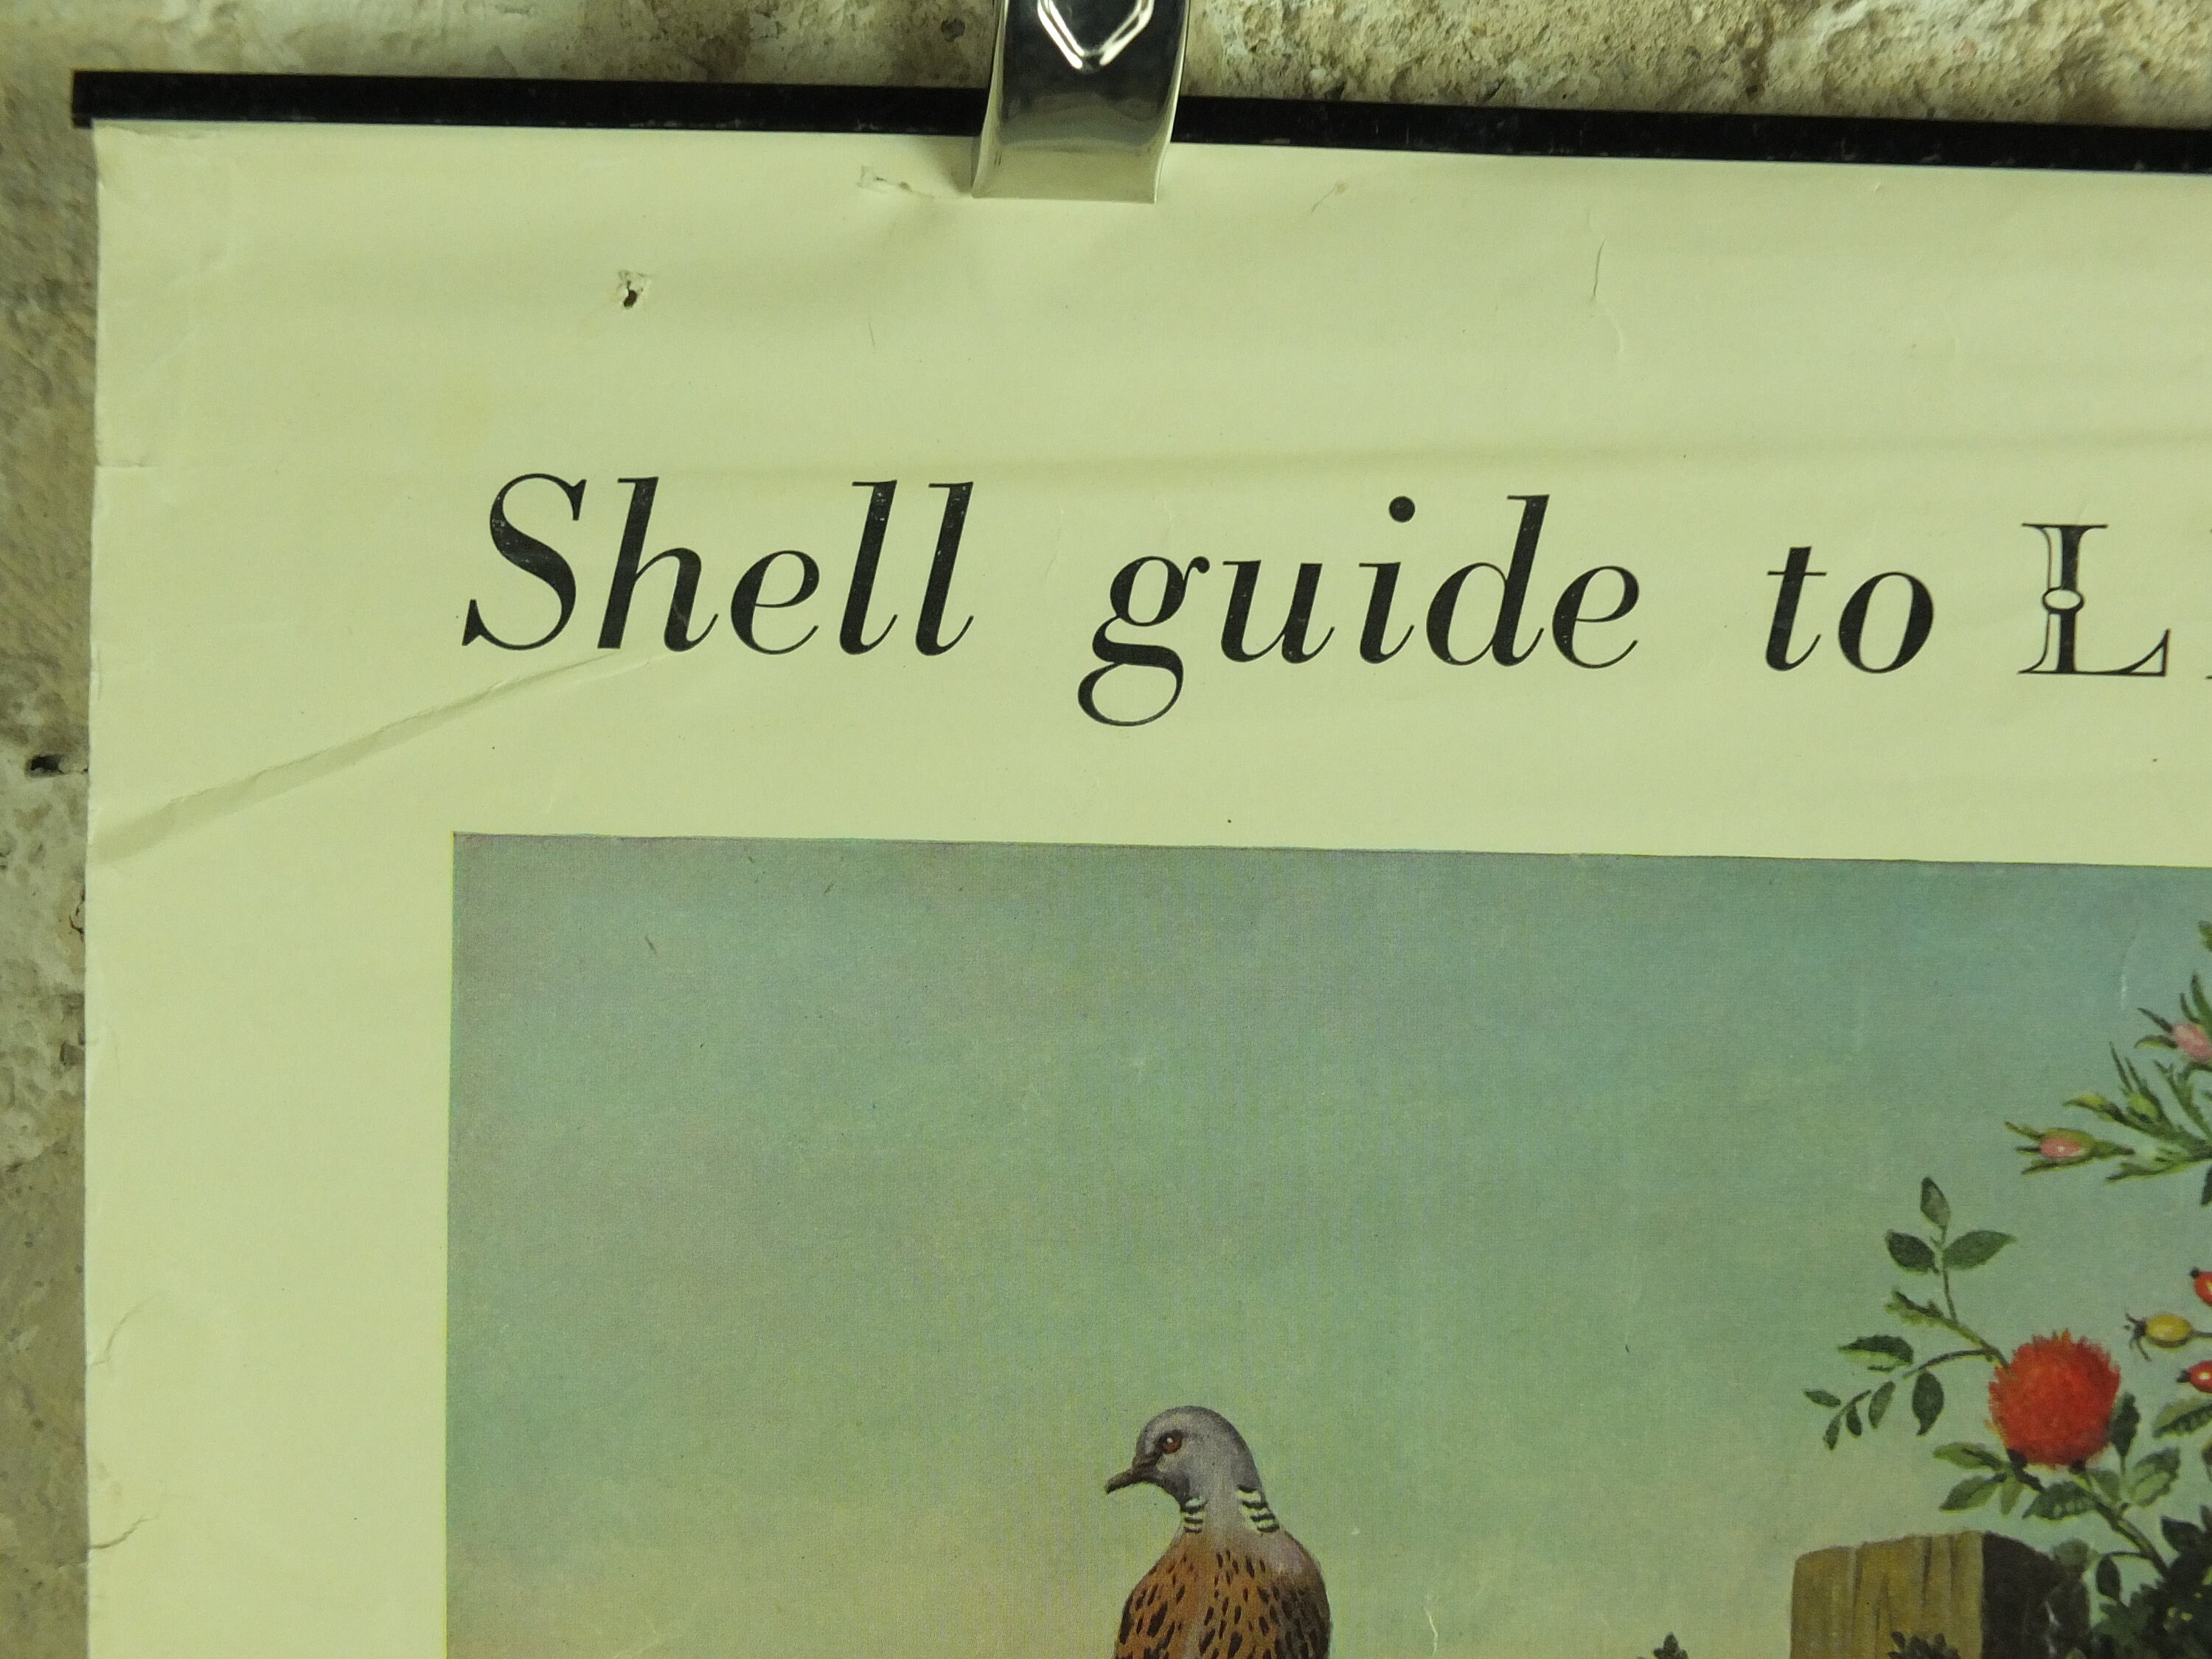 Shell guide to L